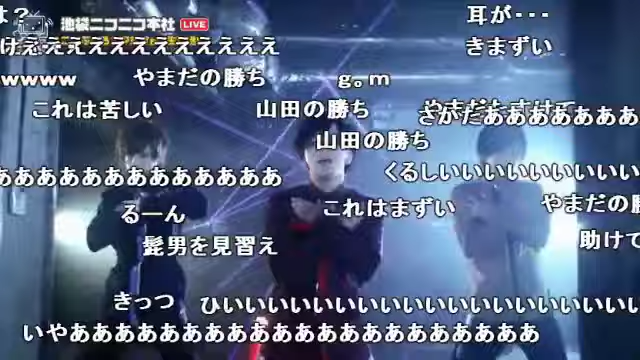 は?
池袋ニコニコ本社 LIVE
耳が・・・
けえぇえええええええええええ
きまずい
wwww
やまだの勝ち
g。m
これは苦しい
山田の勝ち
さがだぁああああああ
山田の勝ち
ああああああああああああああ
くるしいいいいいいいいいい
るーん
これはまずい
やまだの勝
髭男を見習え
助けて
きっつ
ひいいいいいいいいいいいいいいいいいいい
いやあああああああああああああああああああああ